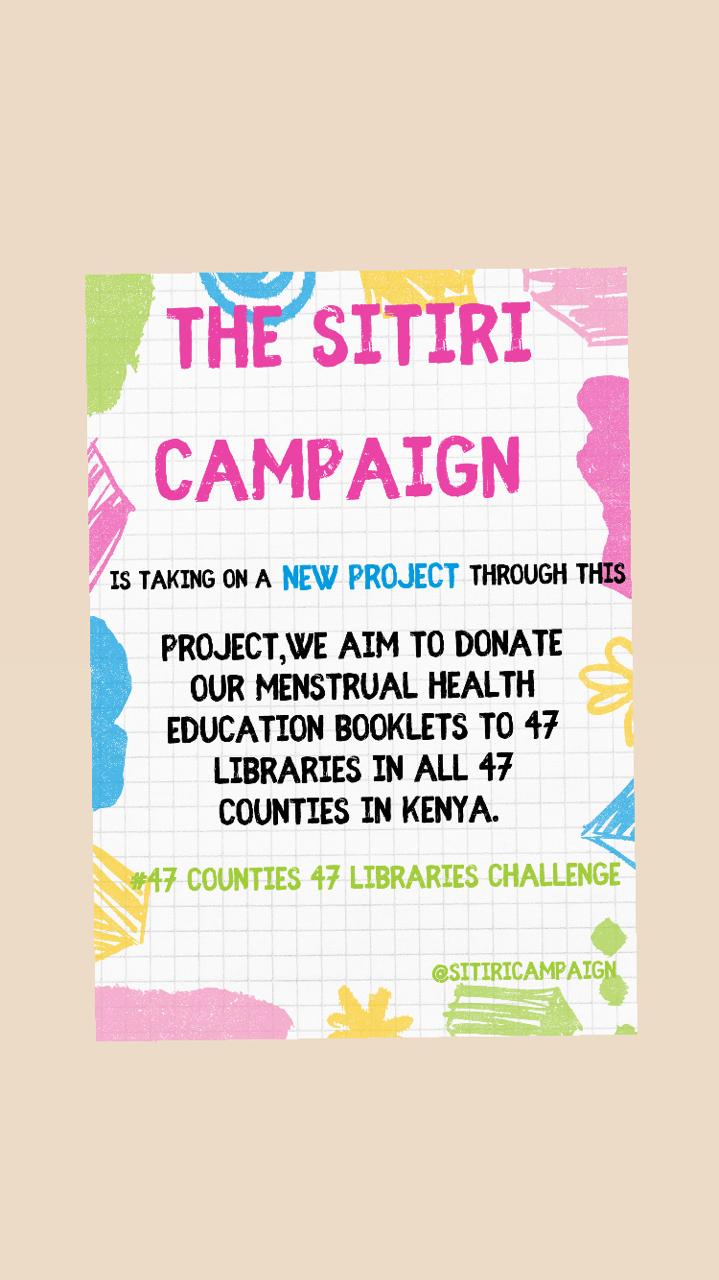 THE SITIRI
CAMPAIGN
IS TAKING ON A NEW PROJECT THROUGH THIS
PROJECT,WE AIM TO DONATE
OUR MENSTRUAL HEALTH
EDUCATION BOOKLETS TO 47
LIBRARIES IN ALL 47
COUNTIES IN KENYA.
#47 COUNTIES 47 LIBRARIES CHALLENGE
@SITIRICAMPAIGN